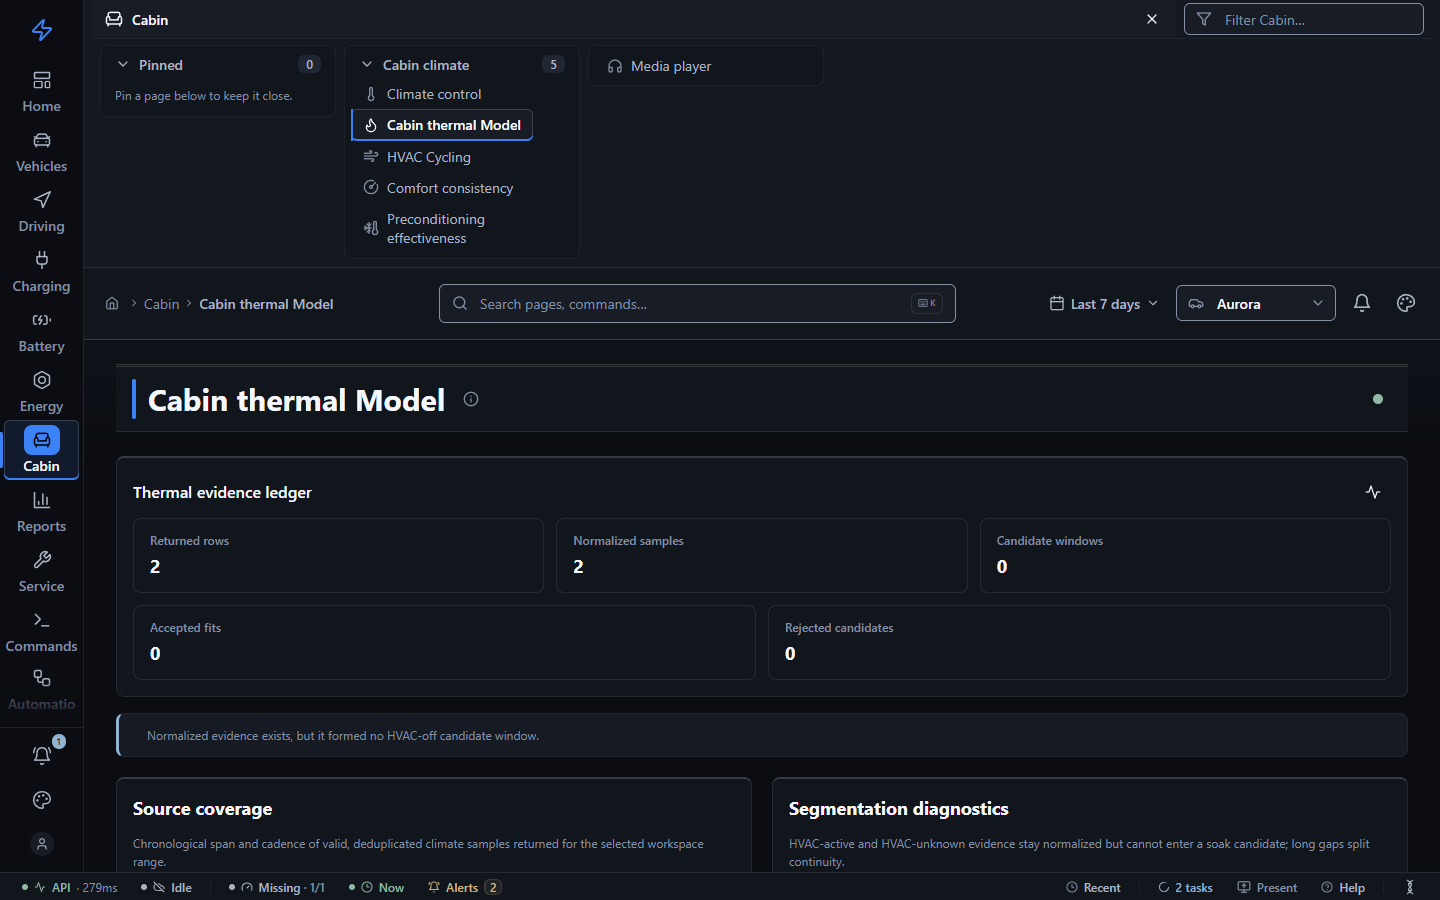 Cabin
Filter Cabin...
Pinned
0
Pin a page below to keep it close.
Cabin climate
5
Climate control
Cabin thermal Model
HVAC Cycling
Comfort consistency
Preconditioning
effectiveness
Media player
Home
Vehicles
Driving
Charging
Battery
Energy
Cabin
Reports
Service
Commands
Automatio
1
Cabin
Cabin thermal Model
Search pages, commands...
K
Last 7 days
Aurora
Cabin thermal Model
Thermal evidence ledger
Returned rows
2
Normalized samples
2
Candidate windows
0
Accepted fits
0
Rejected candidates
0
Normalized evidence exists, but it formed no HVAC-off candidate window.
Source coverage
Chronological span and cadence of valid, deduplicated climate samples returned for the selected workspace
range.
Segmentation diagnostics
HVAC-active and HVAC-unknown evidence stay normalized but cannot enter a soak candidate; long gaps split
continuity.
API · 279ms
Idle
Missing · 1/1
Now
Alerts 2
Recent
2 tasks
Present
Help